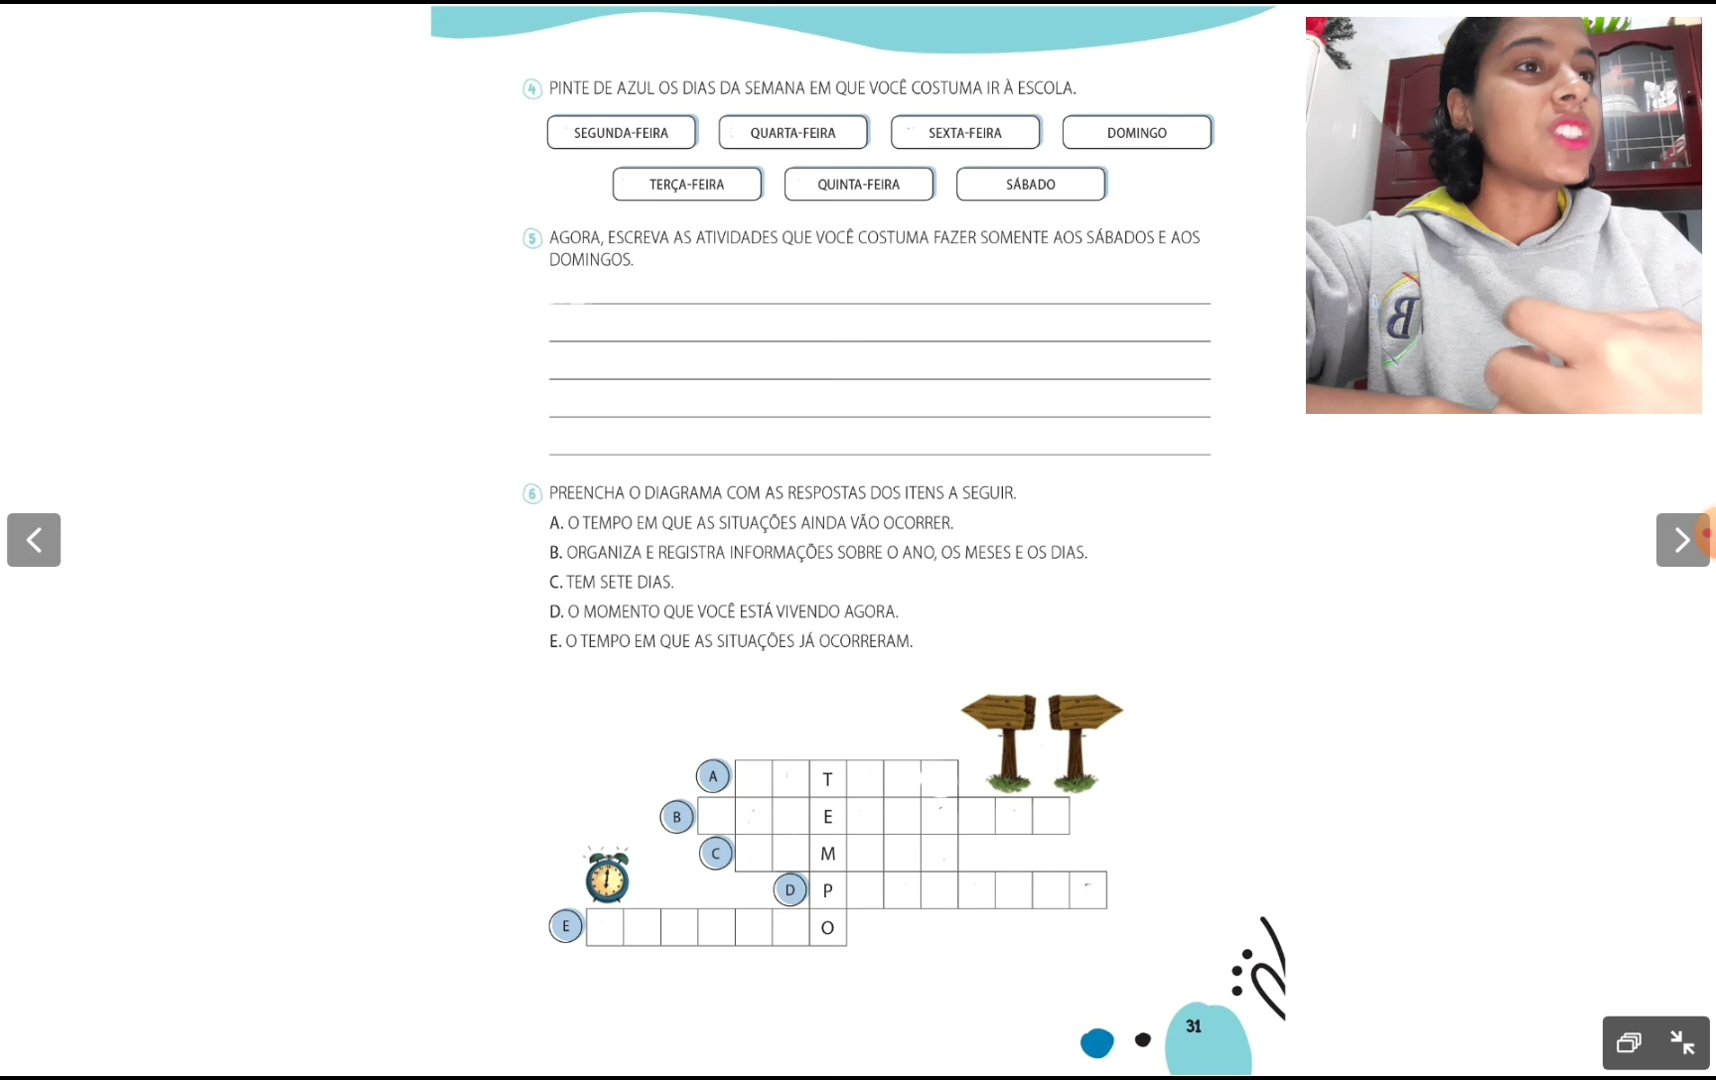 4 PINTE DE AZUL OS DIAS DA SEMANA EM QUE VOCÊ COSTUMA IR À ESCOLA.
SEGUNDA-FEIRA QUARTA-FEIRA SEXTA-FEIRA DOMINGO
TERÇA-FEIRA QUINTA-FEIRA SÁBADO
5 AGORA, ESCREVA AS ATIVIDADES QUE VOCÊ COSTUMA FAZER SOMENTE AOS SÁBADOS E AOS
DOMINGOS.
6 PREENCHA O DIAGRAMA COM AS RESPOSTAS DOS ITENS A SEGUIR.
A. O TEMPO EM QUE AS SITUAÇÕES AINDA VÃO OCORRER.
B. ORGANIZA E REGISTRA INFORMAÇÕES SOBRE O ANO, OS MESES E OS DIAS.
C. TEM SETE DIAS.
D. O MOMENTO QUE VOCÊ ESTÁ VIVENDO AGORA.
E. O TEMPO EM QUE AS SITUAÇÕES JÁ OCORRERAM.
A T
B E
C M
D P
E O
31
B